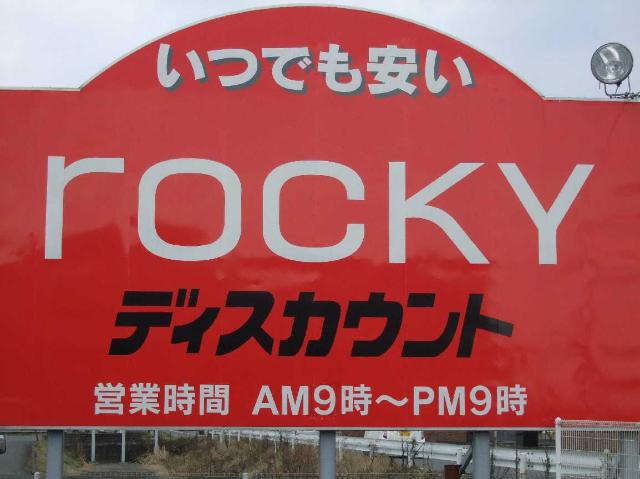 いつでも安い
rocky
ディスカウント
営業時間 AM9時～PM9時